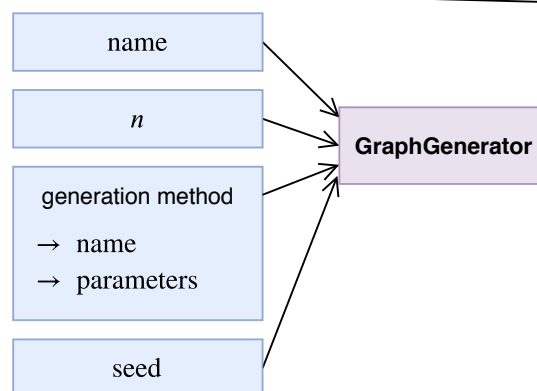 name
n
generation method
→ name
→ parameters
seed
GraphGenerator